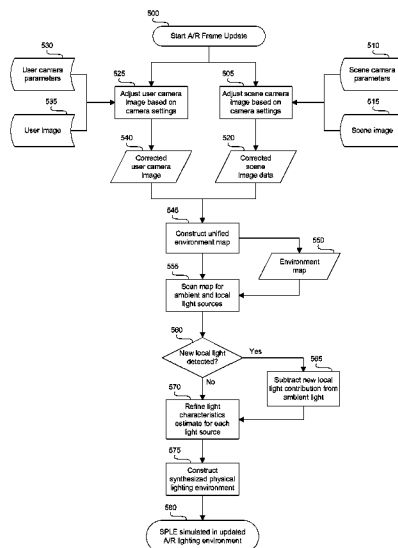 500
Start A/R Frame Update
530
User camera
parameters
525
Adjust user camera
image based on
camera settings
505
Adjust scene camera
image based on
camera settings
510
Scene camera
parameters
535
User Image
515
Scene image
540
Corrected
user camera
image
520
Corrected
scene
image data
545
Construct unified
environment map
550
Environment
map
555
Scan map for
ambient and local
light sources
560
New local light
detected?
Yes
No
565
Subtract new local
light contribution from
ambient light
570
Refine light
characteristics
estimate for each
light source
575
Construct
synthesized physical
lighting environment
580
SPLE simulated in updated
A/R lighting environment